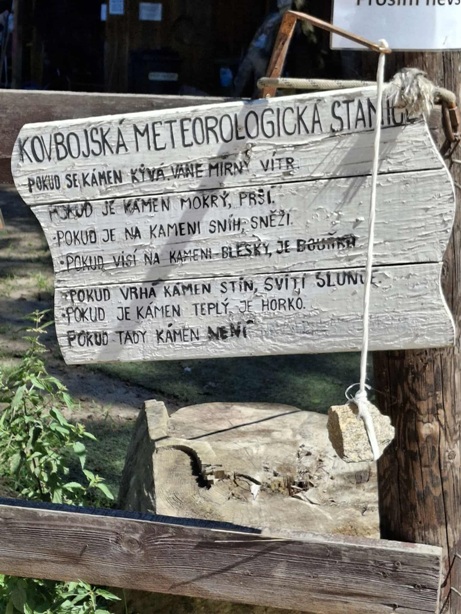 Prosím nevs
KOVBOJSKÁ METEOROLOGICKÁ STANICE
POKUD SE KÁMEN KÝVÁ, VANE MÍRNÝ VÍTR.
POKUD JE KÁMEN MOKRÝ, PRŠÍ.
POKUD JE NA KAMENI SNÍH, SNĚŽÍ.
POKUD VISÍ NA KAMENI BLESKY, JE BOUŘKA.
POKUD VRHÁ KÁMEN STÍN, SVÍTÍ SLUNCE.
POKUD JE KÁMEN TEPLÝ, JE HORKO.
POKUD TADY KÁMEN NENÍ